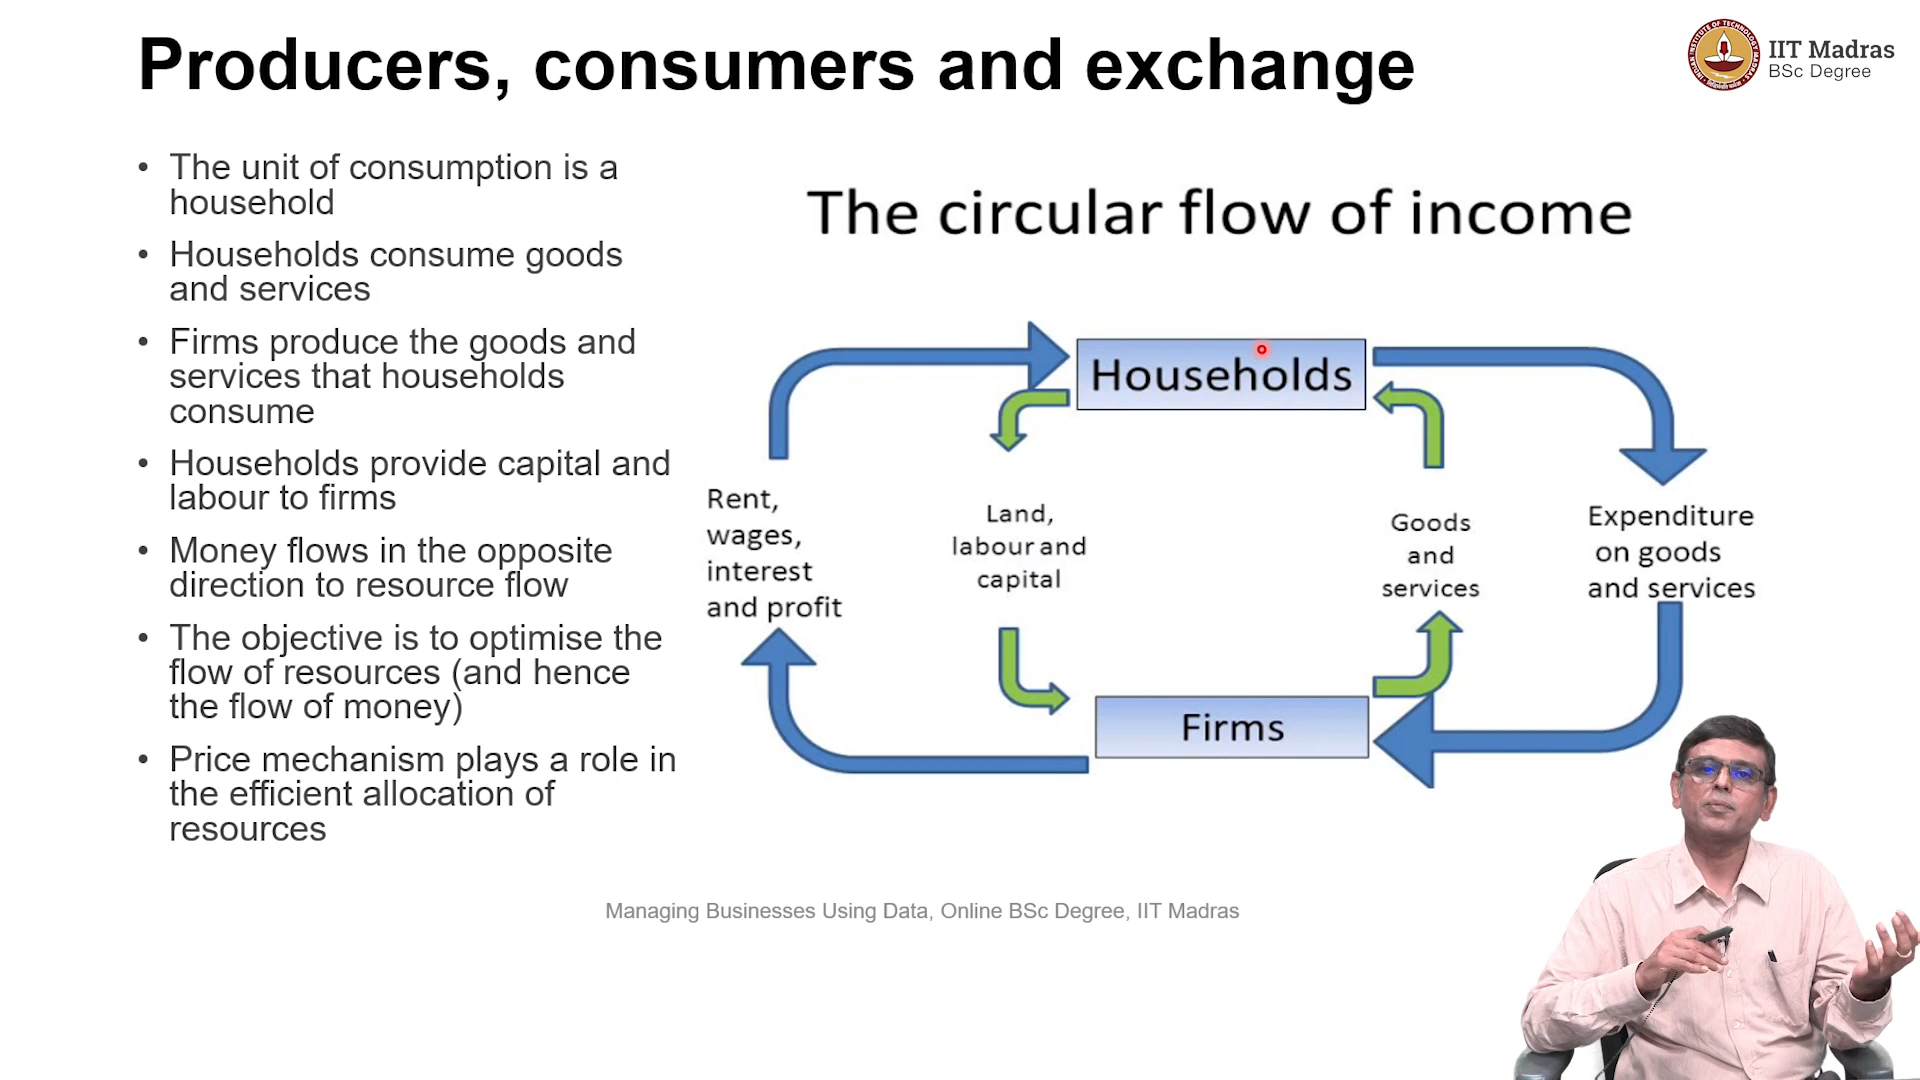 Producers, consumers and exchange
IIT Madras
BSc Degree
• The unit of consumption is a
household
• Households consume goods
and services
• Firms produce the goods and
services that households
consume
• Households provide capital and
labour to firms
• Money flows in the opposite
direction to resource flow
• The objective is to optimise the
flow of resources (and hence
the flow of money)
• Price mechanism plays a role in
the efficient allocation of
resources
The circular flow of income
Households
Rent,
wages,
interest
and profit
Land,
labour and
capital
Goods
and
services
Expenditure
on goods
and services
Firms
Managing Businesses Using Data, Online BSc Degree, IIT Madras